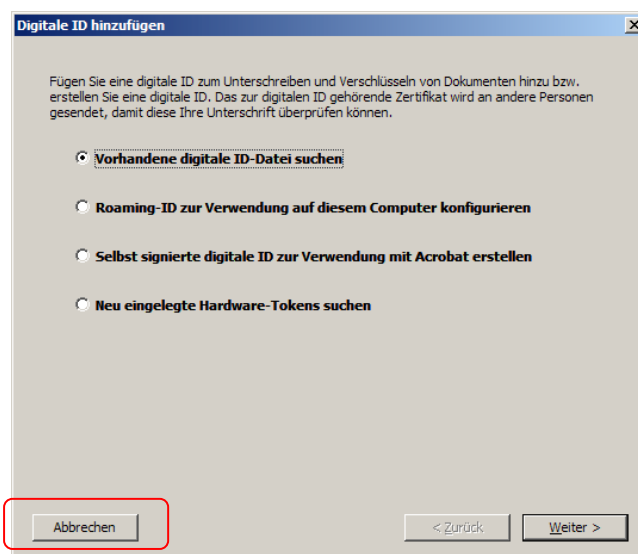 Digitale ID hinzufügen
Fügen Sie eine digitale ID zum Unterschreiben und Verschlüsseln von Dokumenten hinzu bzw.
erstellen Sie eine digitale ID. Das zur digitalen ID gehörende Zertifikat wird an andere Personen
gesendet, damit diese Ihre Unterschrift überprüfen können.
Vorhandene digitale ID-Datei suchen
Roaming-ID zur Verwendung auf diesem Computer konfigurieren
Selbst signierte digitale ID zur Verwendung mit Acrobat erstellen
Neu eingelegte Hardware-Tokens suchen
Abbrechen < Zurück Weiter >